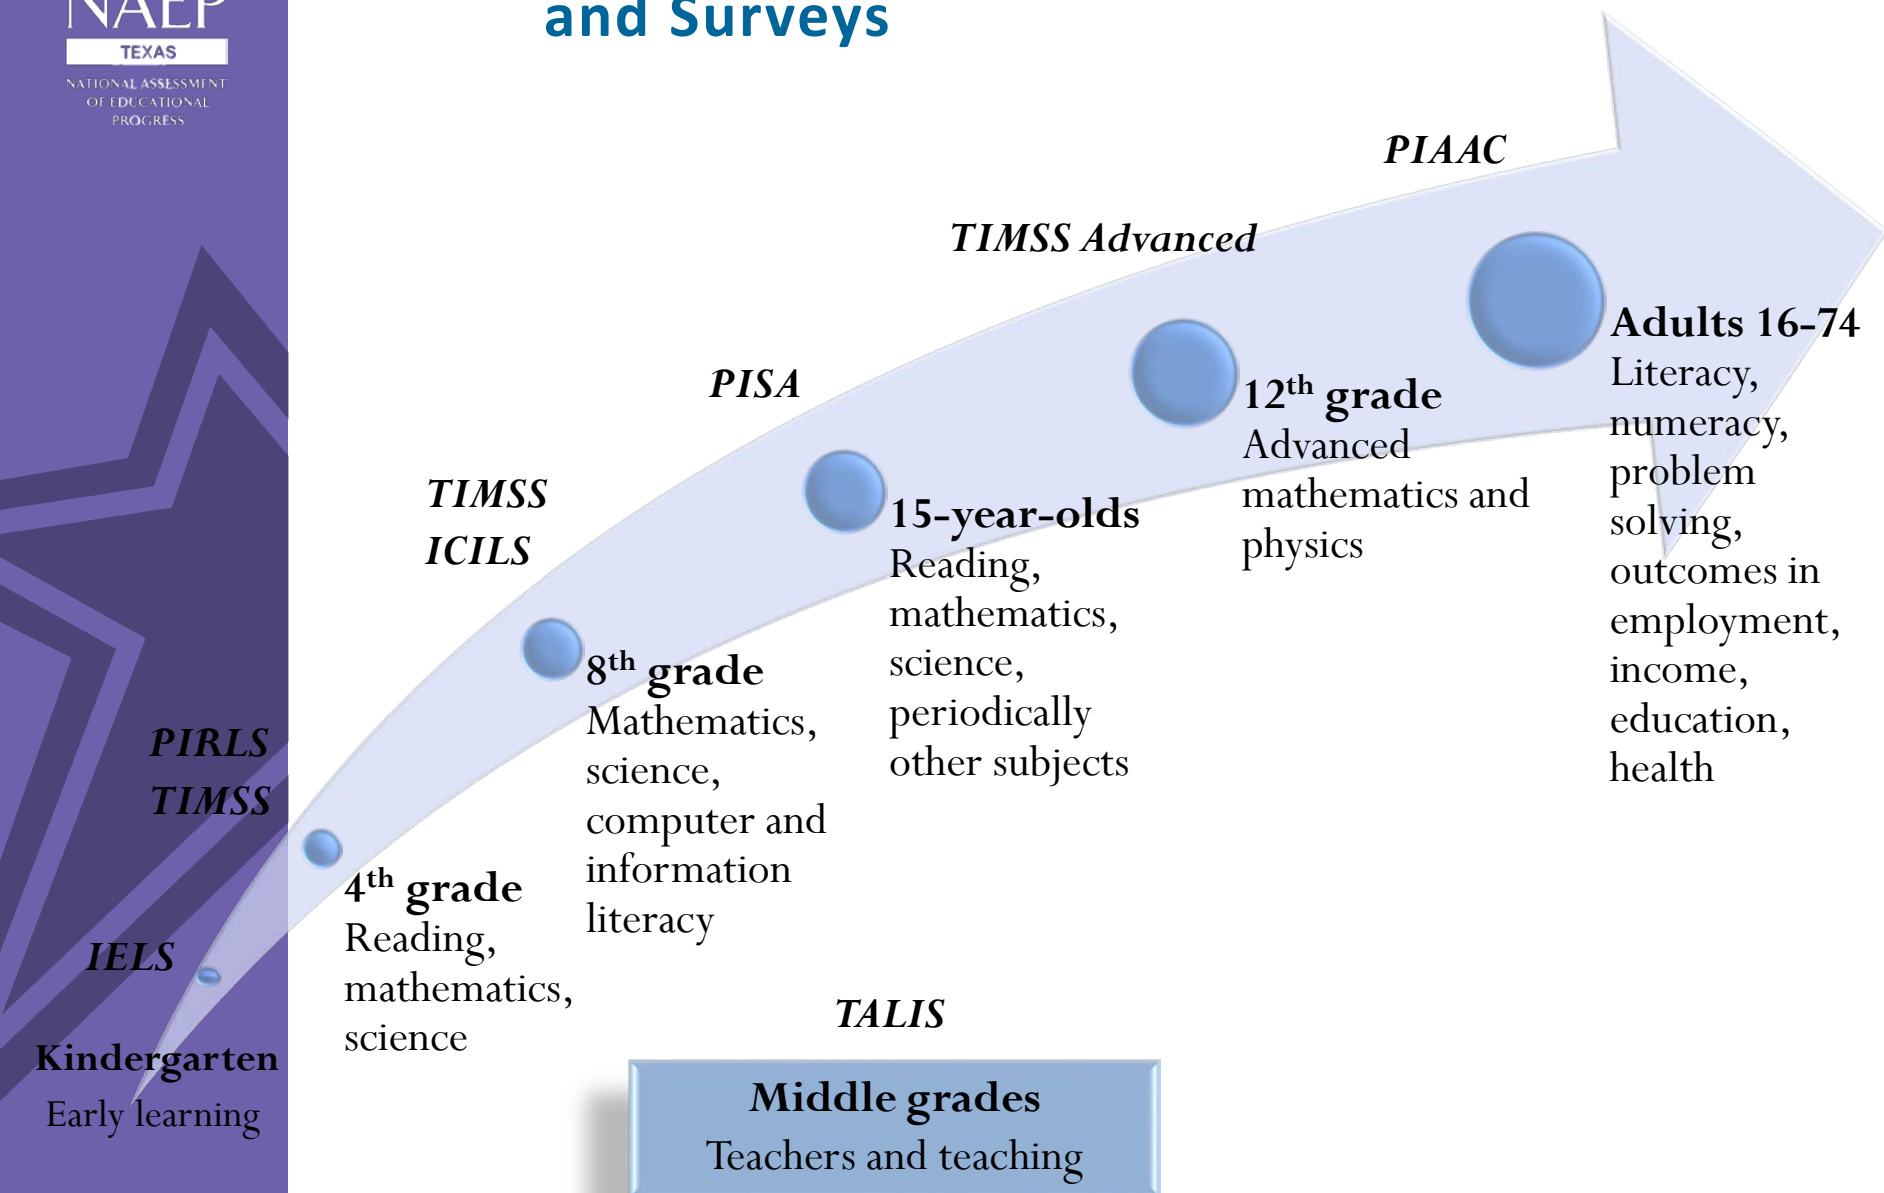 NAEP
TEXAS
NATIONAL ASSESSMENT
OF EDUCATIONAL
PROGRESS
and Surveys
PIAAC
TIMSS Advanced
PISA
TIMSS
ICILS
PIRLS
TIMSS
IELS
Kindergarten
Early learning
4th grade
Reading,
mathematics,
science
8th grade
Mathematics,
science,
computer and
information
literacy
15-year-olds
Reading,
mathematics,
science,
periodically
other subjects
12th grade
Advanced
mathematics and
physics
Adults 16-74
Literacy,
numeracy,
problem
solving,
outcomes in
employment,
income,
education,
health
TALIS
Middle grades
Teachers and teaching